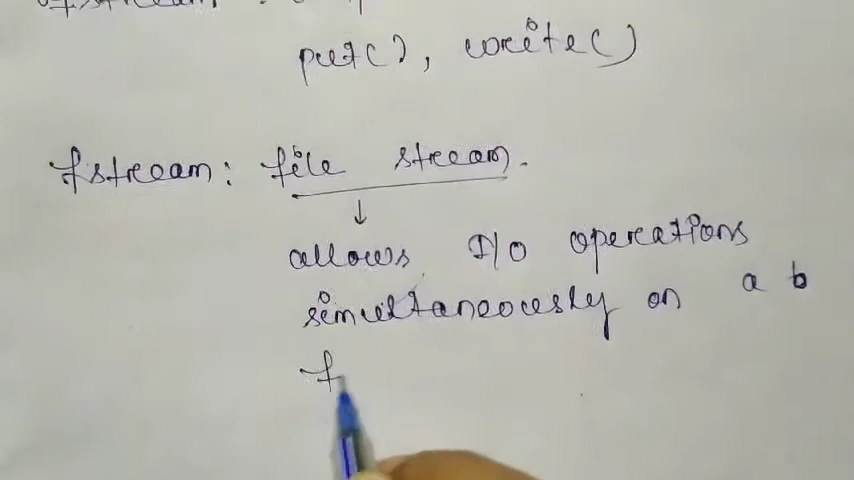 put(), write()
fstream: file stream.
↓
allows I/O operations
simultaneously on a b
f